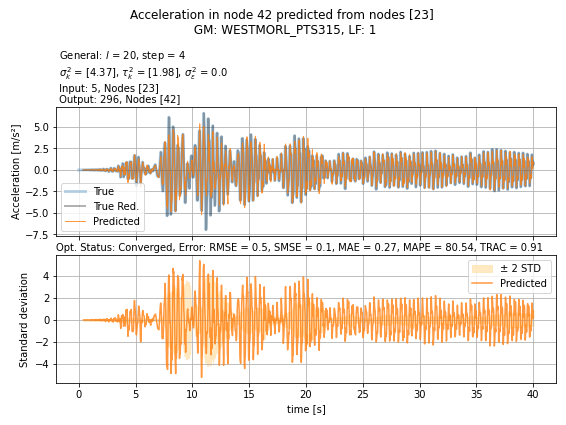 Acceleration in node 42 predicted from nodes [23]
GM: WESTMORL_PTS315, LF: 1
General: l = 20, step = 4
σ²ₖ = [4.37], τ²ₖ = [1.98], σ²ₑ = 0.0
Input: 5, Nodes [23]
Output: 296, Nodes [42]
Acceleration [m/s²]
5.0
2.5
0.0
−2.5
−5.0
−7.5
True
True Red.
Predicted
Opt. Status: Converged, Error: RMSE = 0.5, SMSE = 0.1, MAE = 0.27, MAPE = 80.54, TRAC = 0.91
Standard deviation
4
2
0
−2
−4
± 2 STD
Predicted
0 5 10 15 20 25 30 35 40
time [s]